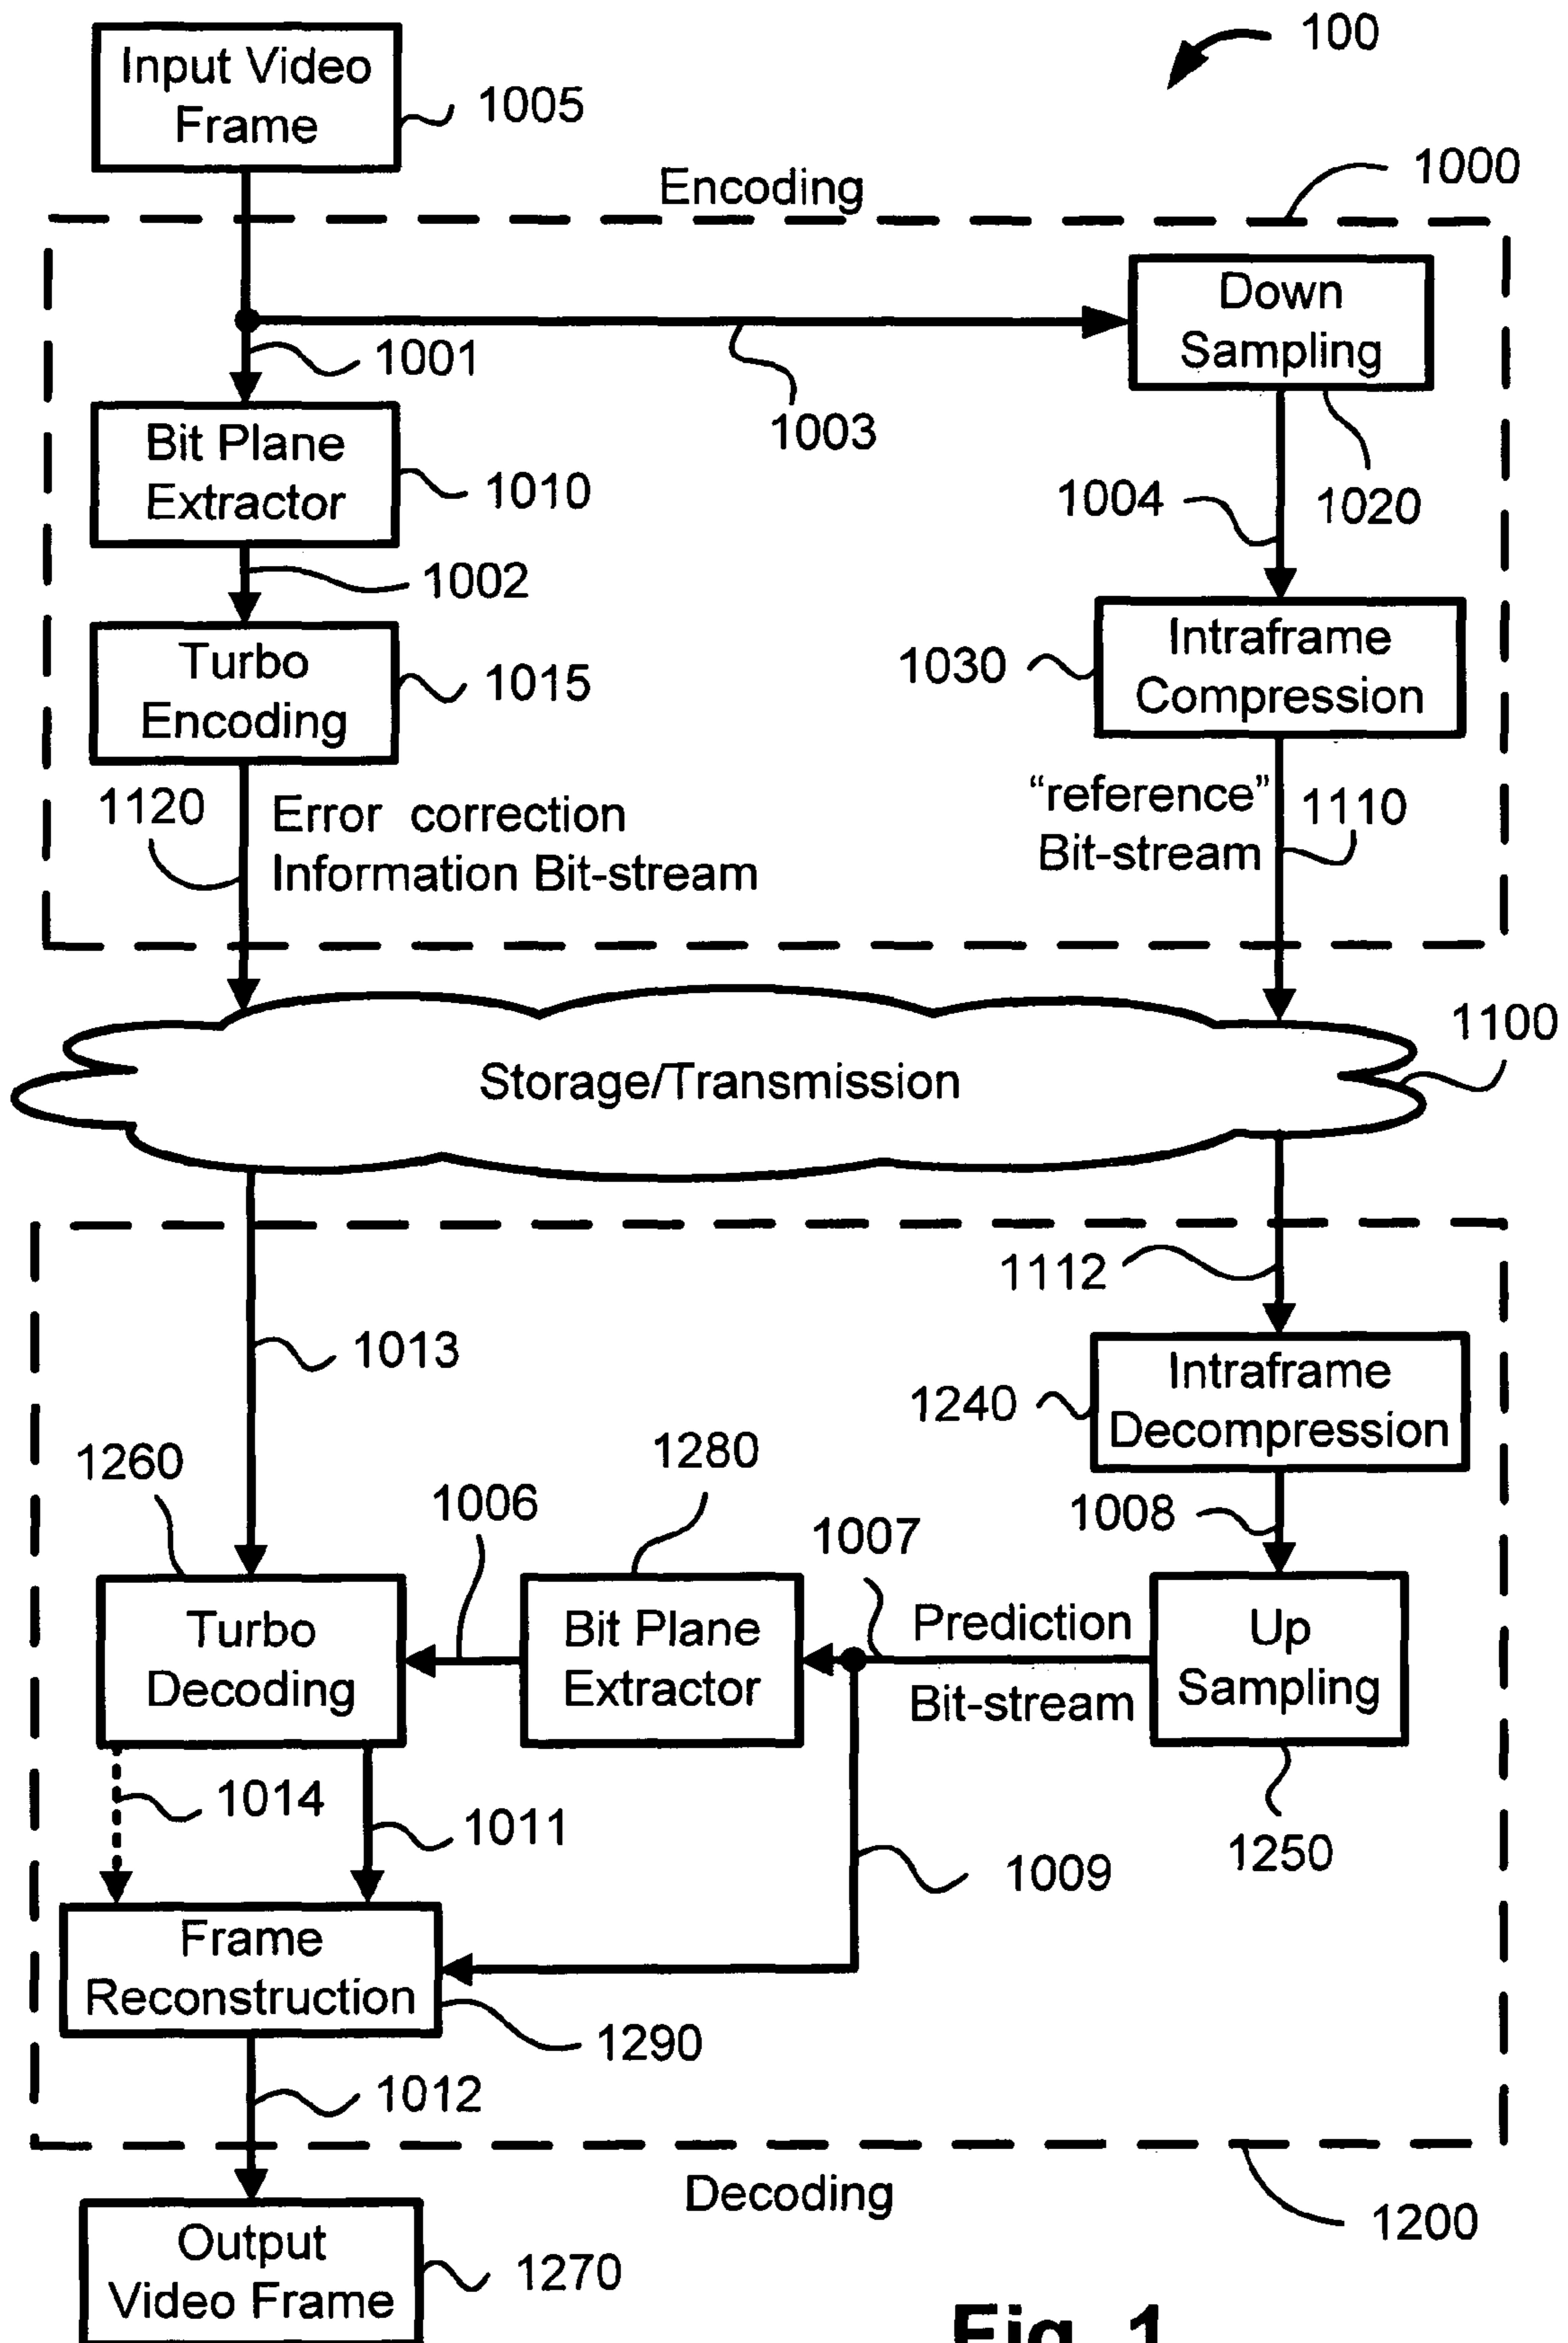 100
Input Video
Frame
1005
Encoding
1000
Down
Sampling
1001
1003
Bit Plane
Extractor
1010
1004
1020
1002
Turbo
Encoding
1015
1030
Intraframe
Compression
1120
Error correction
Information Bit-stream
“reference”
Bit-stream
1110
1100
Storage/Transmission
1112
1013
1240
Intraframe
Decompression
1260
1280
1006
1007
1008
Turbo
Decoding
Bit Plane
Extractor
Prediction
Bit-stream
Up
Sampling
1014
1011
1009
1250
Frame
Reconstruction
1290
1012
Decoding
1200
Output
Video Frame
1270
Fig. 1